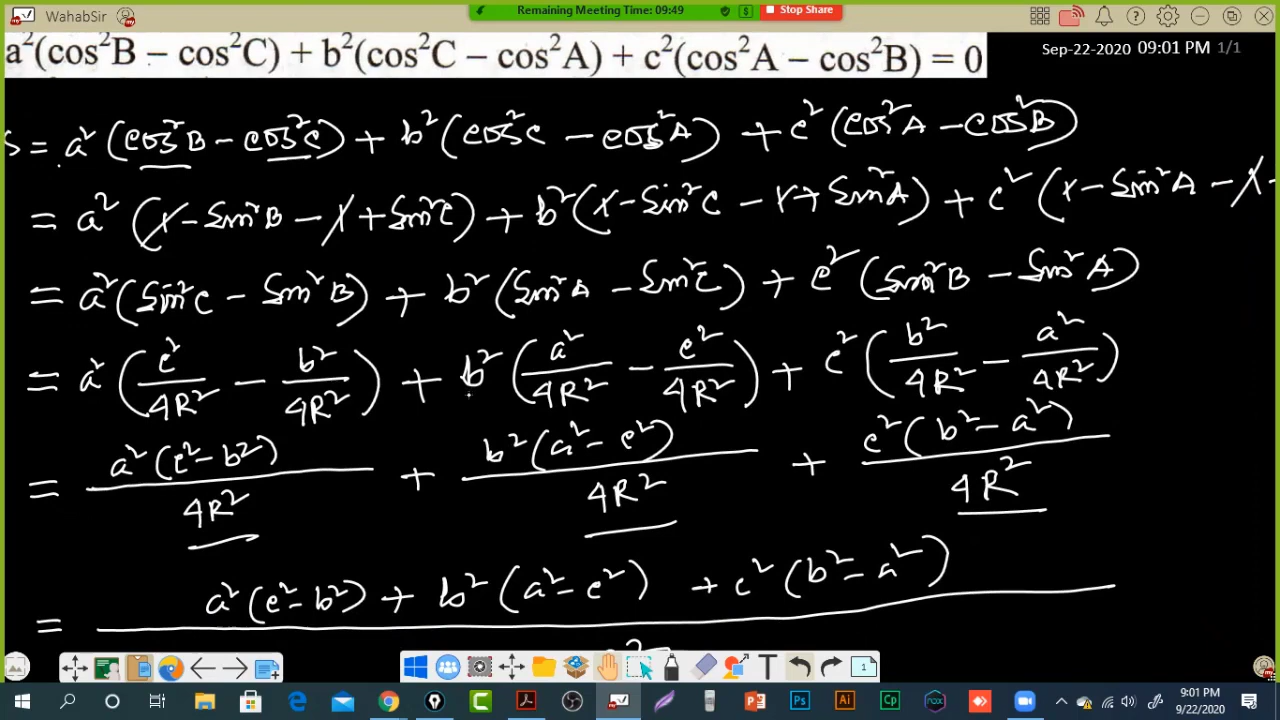 WahabSir
Remaining Meeting Time: 09:49
Stop Share
Sep-22-2020 09:01 PM 1/1
a²(cos²B − cos²C) + b²(cos²C − cos²A) + c²(cos²A − cos²B) = 0
S = a²(cos²B − cos²C) + b²(cos²C − cos²A) + c²(cos²A − cos²B)
= a²(1 − sin²B − 1 + sin²C) + b²(1 − sin²C − 1 + sin²A) + c²(1 − sin²A − 1 +
= a²(sin²C − sin²B) + b²(sin²A − sin²C) + c²(sin²B − sin²A)
= a²(c²/4R² − b²/4R²) + b²(a²/4R² − c²/4R²) + c²(b²/4R² − a²/4R²)
= a²(c² − b²)/4R² + b²(a² − c²)/4R² + c²(b² − a²)/4R²
= a²(c² − b²) + b²(a² − c²) + c²(b² − a²)
9:01 PM
9/22/2020